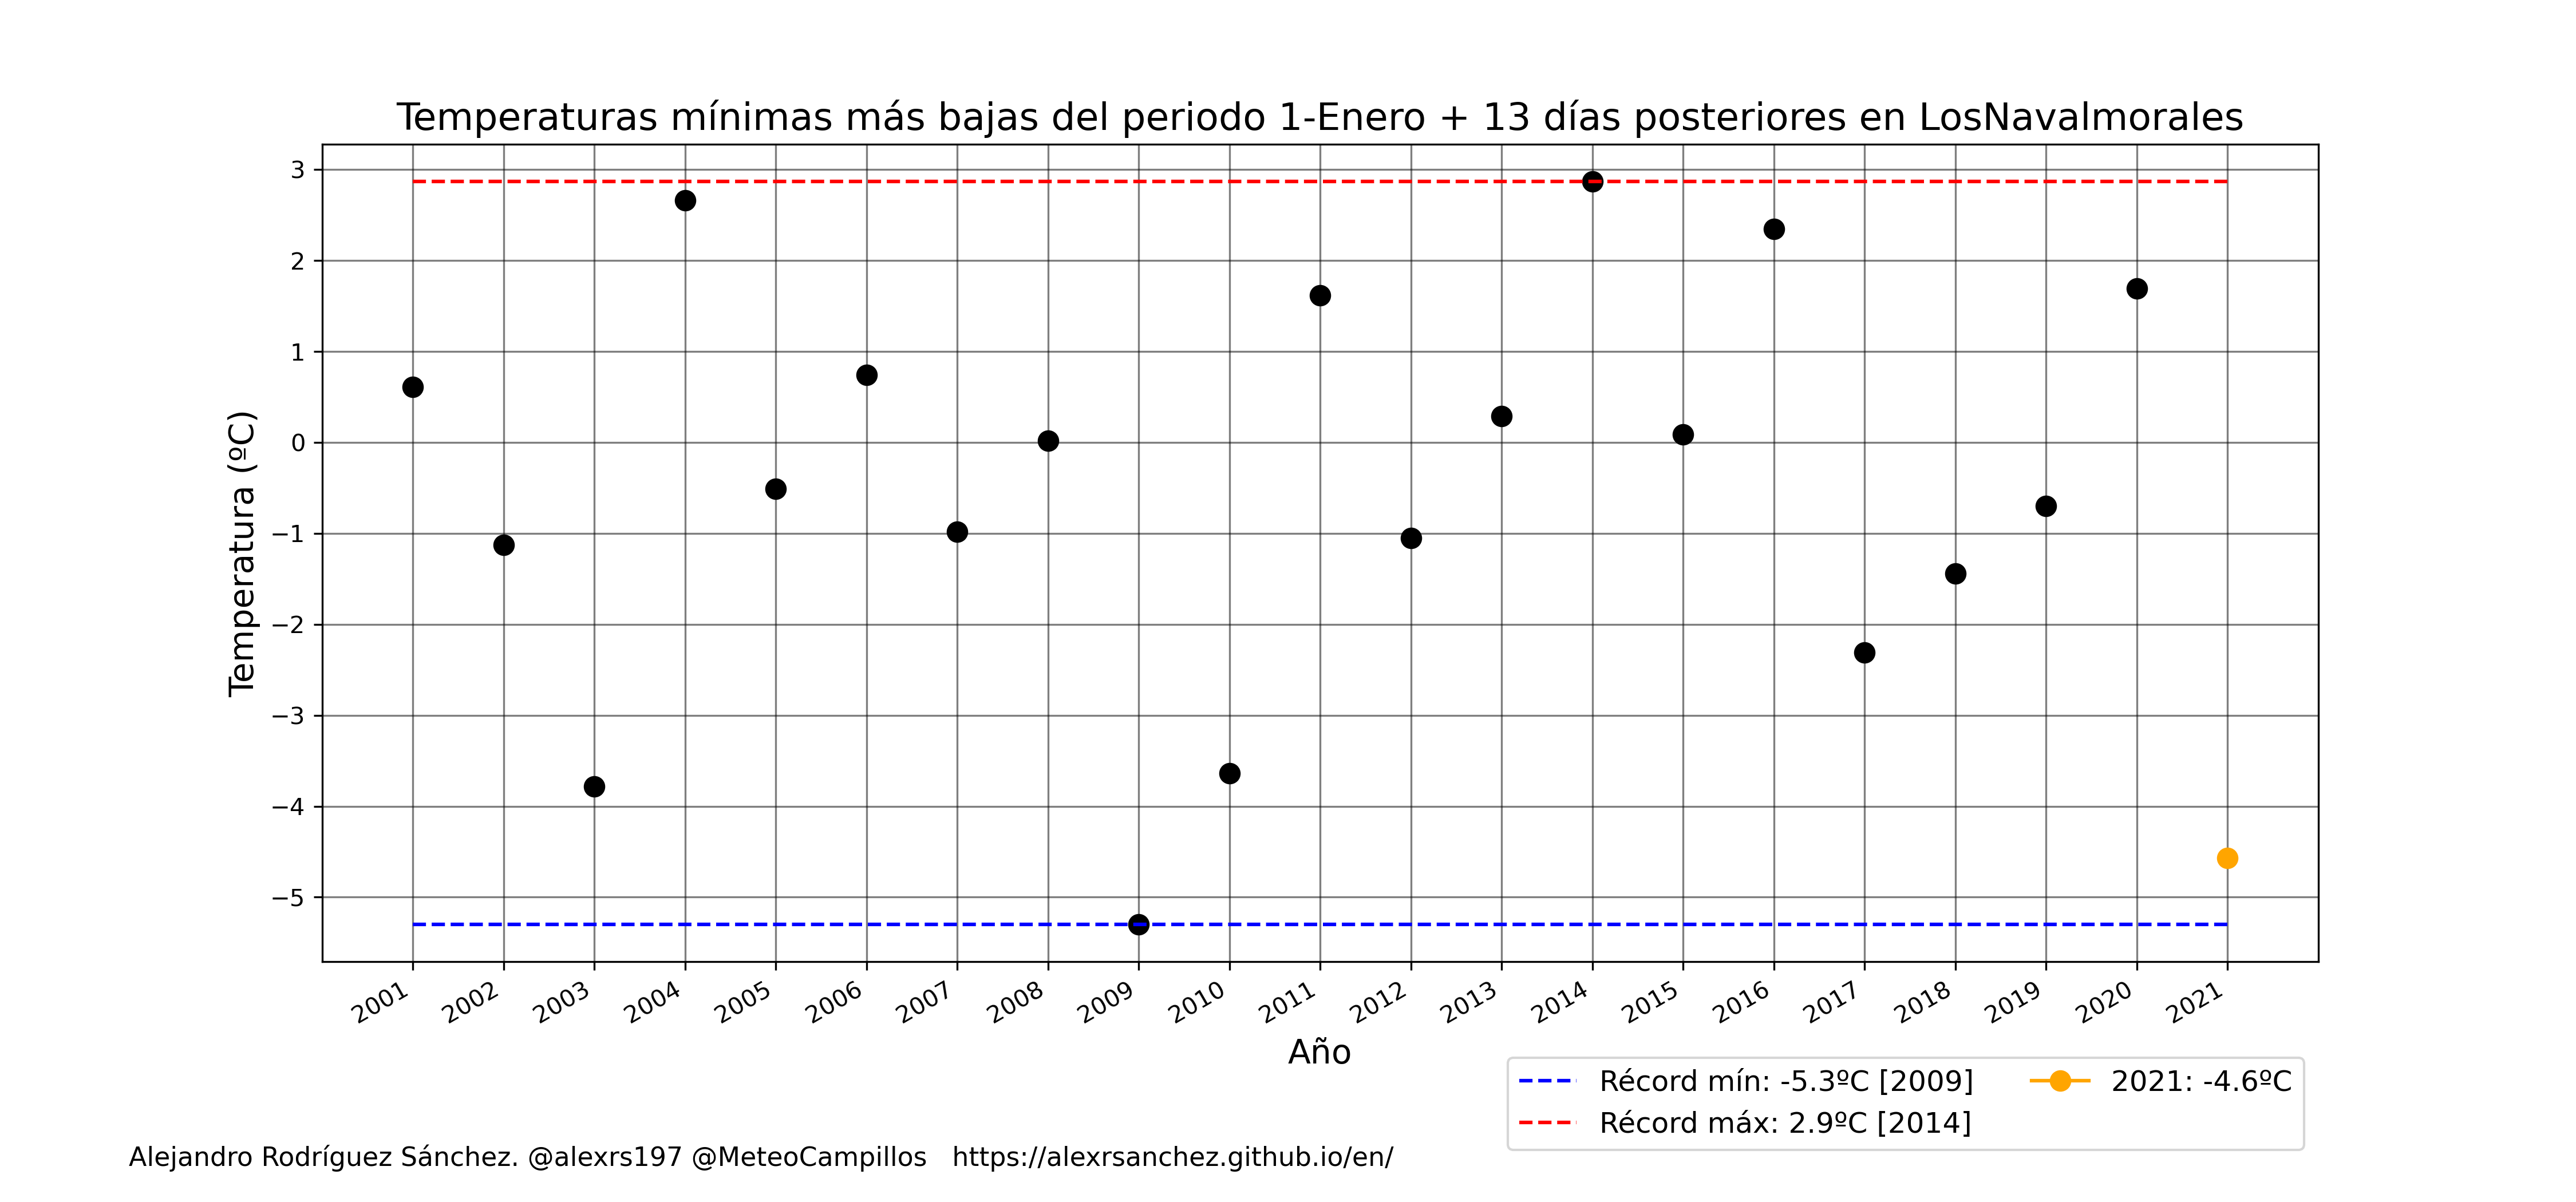 Temperaturas mínimas más bajas del periodo 1-Enero + 13 días posteriores en LosNavalmorales
Temperatura (ºC)
3
2
1
0
−1
−2
−3
−4
−5
2001 2002 2003 2004 2005 2006 2007 2008 2009 2010 2011 2012 2013 2014 2015 2016 2017 2018 2019 2020 2021
Año
Récord mín: -5.3ºC [2009]
Récord máx: 2.9ºC [2014]
2021: -4.6ºC
Alejandro Rodríguez Sánchez. @alexrs197 @MeteoCampillos https://alexrsanchez.github.io/en/